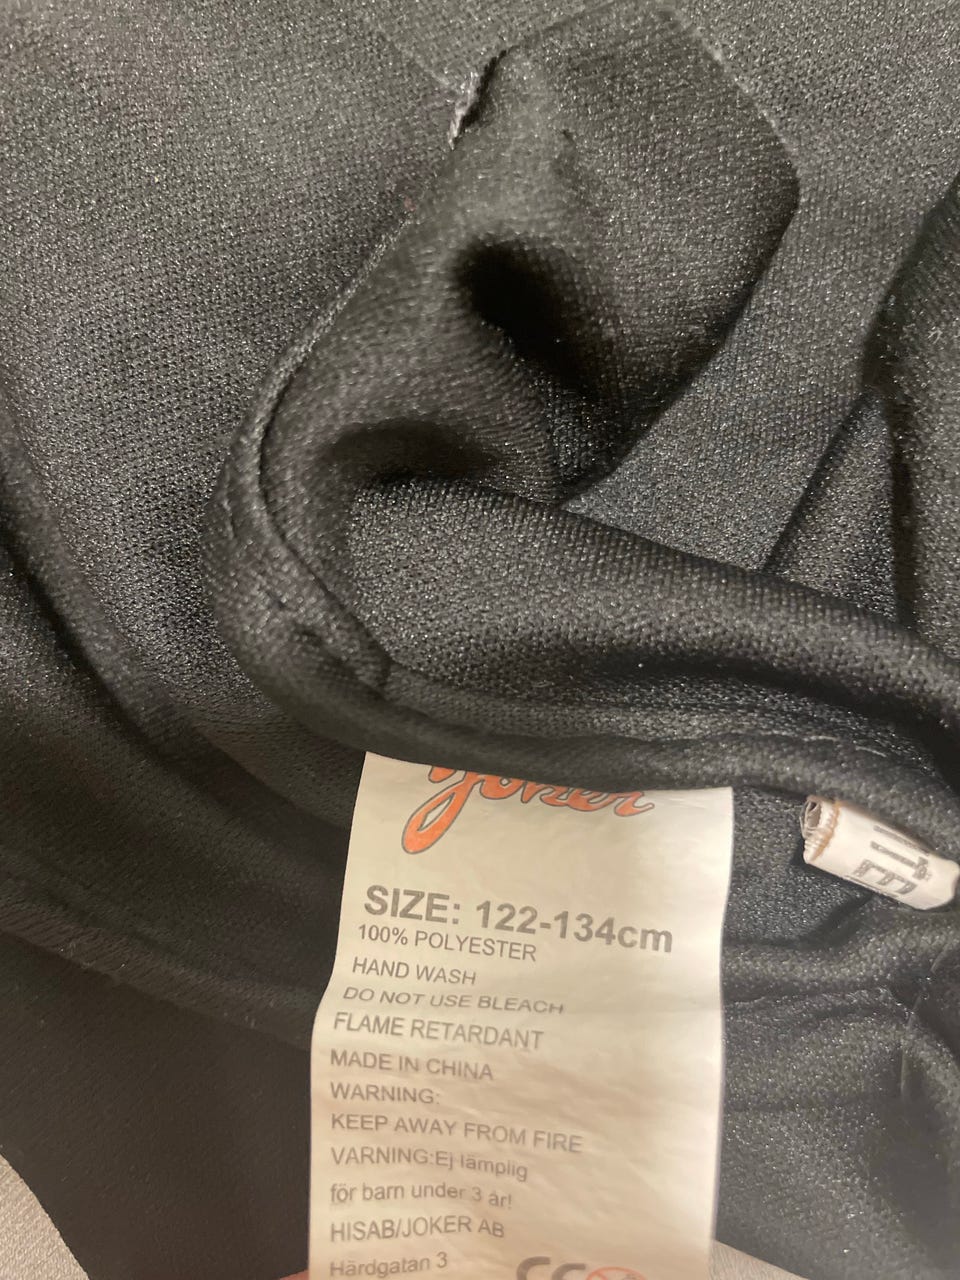 Joker
SIZE: 122-134cm
100% POLYESTER
HAND WASH
DO NOT USE BLEACH
FLAME RETARDANT
MADE IN CHINA
WARNING:
KEEP AWAY FROM FIRE
VARNING:Ej lämplig
för barn under 3 år!
HISAB/JOKER AB
Härdgatan 3